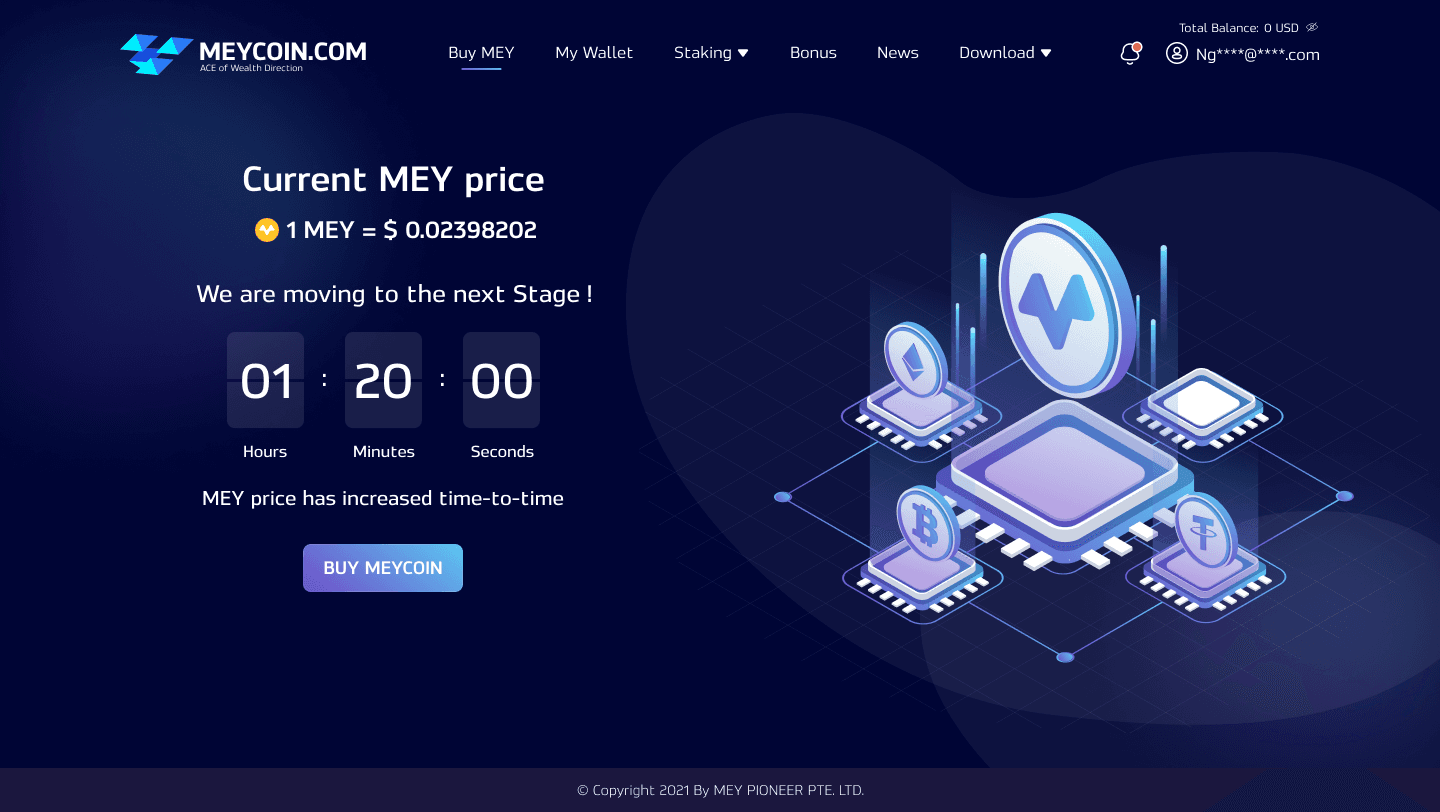 Total Balance: 0 USD
MEYCOIN.COM
ACE of Wealth Direction
Buy MEY
My Wallet
Staking
Bonus
News
Download
Ng****@****.com
Current MEY price
1 MEY = $ 0.02398202
We are moving to the next Stage !
01 : 20 : 00
Hours Minutes Seconds
MEY price has increased time-to-time
BUY MEYCOIN
© Copyright 2021 By MEY PIONEER PTE. LTD.